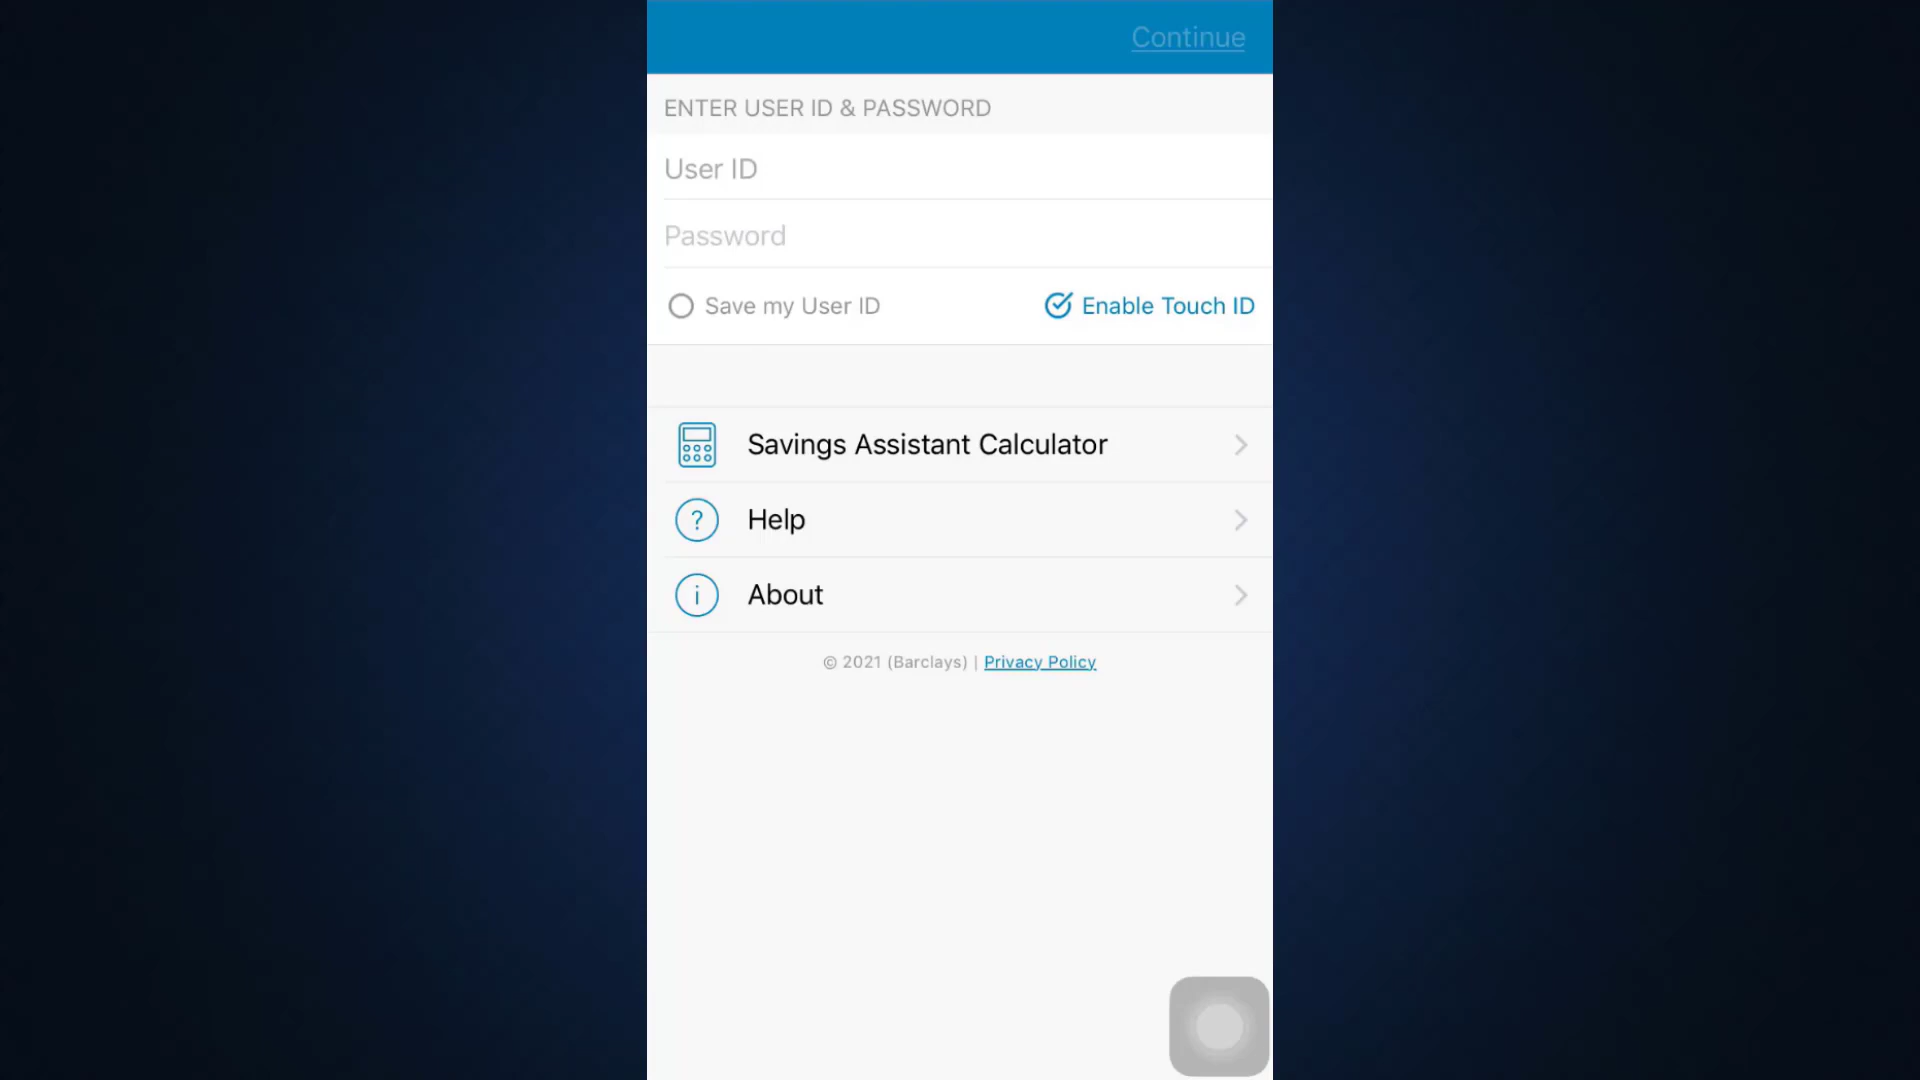 Continue
ENTER USER ID & PASSWORD
User ID
Password
Save my User ID
Enable Touch ID
Savings Assistant Calculator
? Help
i About
© 2021 (Barclays) | Privacy Policy